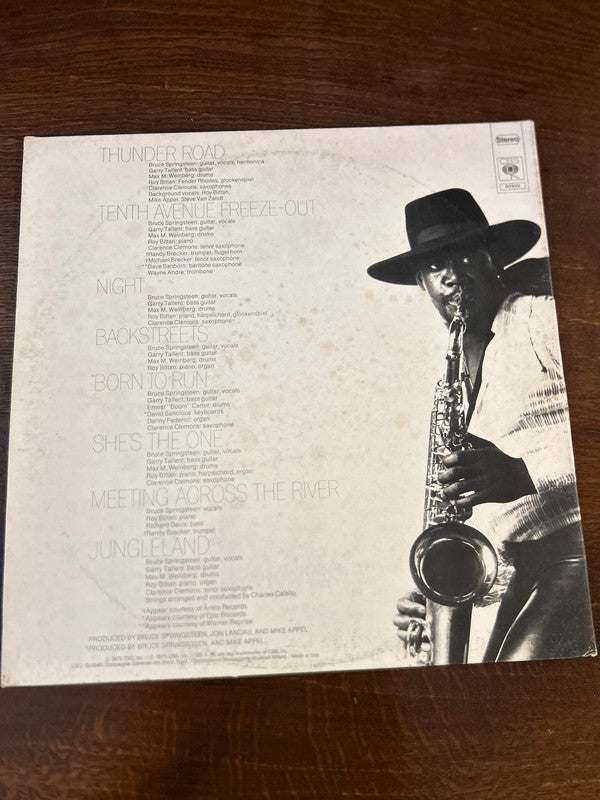 Stereo
CBS
THUNDER ROAD
Bruce Springsteen: guitar, vocals, harmonica
Garry Tallent: bass guitar
Max M. Weinberg: drums
Roy Bittan: Fender Rhodes, glockenspiel
Clarence Clemons: saxophones
Background vocals: Roy Bittan,
Mike Appel, Steve Van Zandt
TENTH AVENUE FREEZE-OUT
Bruce Springsteen: guitar, vocals
Garry Tallent: bass guitar
Max M. Weinberg: drums
Roy Bittan: piano
Clarence Clemons: tenor saxophone
†Randy Brecker: trumpet, flugel horn
†Michael Brecker: tenor saxophone
**Dave Sanborn: baritone saxophone
Wayne Andre: trombone
NIGHT
Bruce Springsteen: guitar, vocals
Garry Tallent: bass guitar
Max M. Weinberg: drums
Roy Bittan: piano, harpsichord, glockenspiel
Clarence Clemons: saxophone
BACKSTREETS
Bruce Springsteen: guitar, vocals
Garry Tallent: bass guitar
Max M. Weinberg: drums
Roy Bittan: piano, organ
*BORN TO RUN
Bruce Springsteen: guitar, vocals
Garry Tallent: bass guitar
Ernest "Boom" Carter: drums
*David Sancious: keyboards
Danny Federici: organ
Clarence Clemons: saxophone
SHE'S THE ONE
Bruce Springsteen: guitar, vocals
Garry Tallent: bass guitar
Max M. Weinberg: drums
Roy Bittan: piano, harpsichord, organ
Clarence Clemons: saxophone
MEETING ACROSS THE RIVER
Bruce Springsteen: vocals
Roy Bittan: piano
Richard Davis: bass
†Randy Brecker: trumpet
JUNGLELAND
Bruce Springsteen: guitar, vocals
Garry Tallent: bass guitar
Max M. Weinberg: drums
Roy Bittan: piano, organ
Clarence Clemons: tenor saxophone
Strings arranged and conducted by Charles Calello
†Appear courtesy of Arista Records
*Appears courtesy of Epic Records
**Appears courtesy of Warner Reprise
PRODUCED BY BRUCE SPRINGSTEEN, JON LANDAU, AND MIKE APPEL
*PRODUCED BY BRUCE SPRINGSTEEN, AND MIKE APPEL